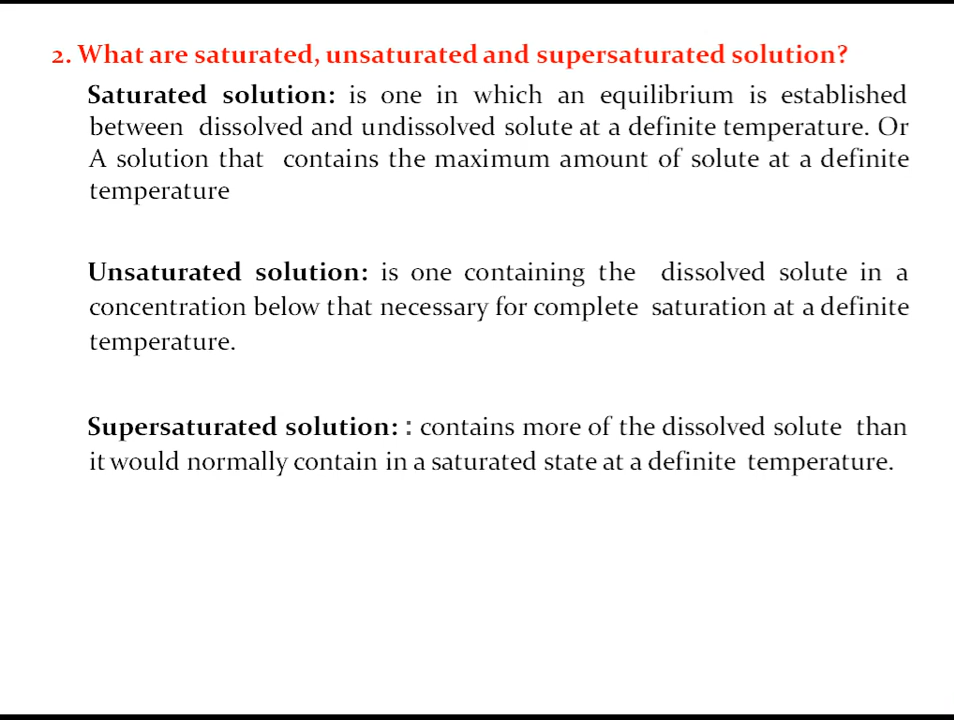 2. What are saturated, unsaturated and supersaturated solution?
Saturated solution: is one in which an equilibrium is established
between dissolved and undissolved solute at a definite temperature. Or
A solution that contains the maximum amount of solute at a definite
temperature
Unsaturated solution: is one containing the dissolved solute in a
concentration below that necessary for complete saturation at a definite
temperature.
Supersaturated solution: : contains more of the dissolved solute than
it would normally contain in a saturated state at a definite temperature.